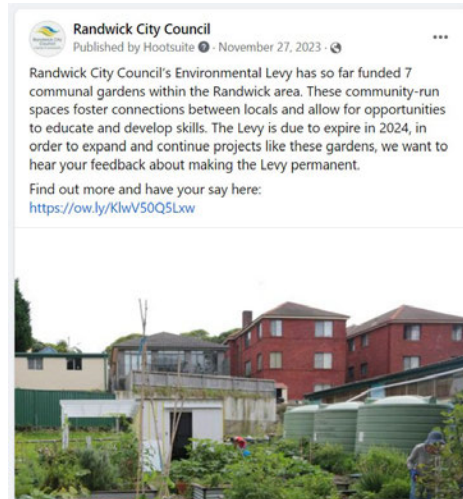 Randwick City Council
Published by Hootsuite · November 27, 2023 ·
Randwick City Council's Environmental Levy has so far funded 7
communal gardens within the Randwick area. These community-run
spaces foster connections between locals and allow for opportunities
to educate and develop skills. The Levy is due to expire in 2024, in
order to expand and continue projects like these gardens, we want to
hear your feedback about making the Levy permanent.
Find out more and have your say here:
https://ow.ly/KlwV50Q5Lxw